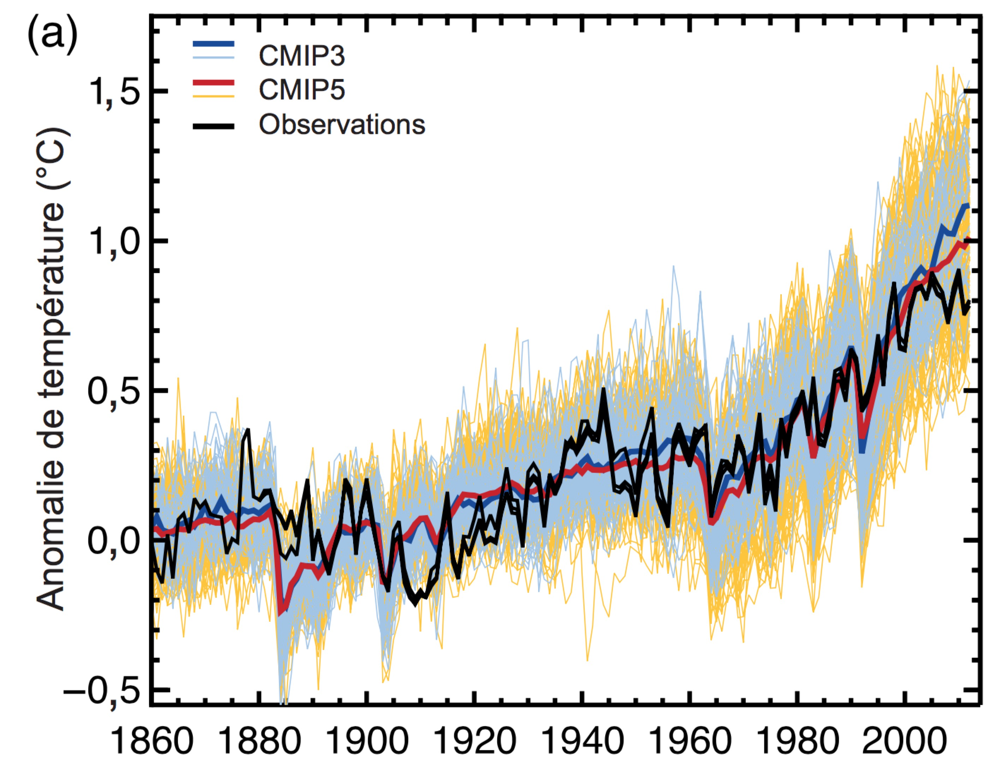 (a)
CMIP3
CMIP5
Observations
Anomalie de température (°C)
1,5
1,0
0,5
0,0
−0,5
1860 1880 1900 1920 1940 1960 1980 2000